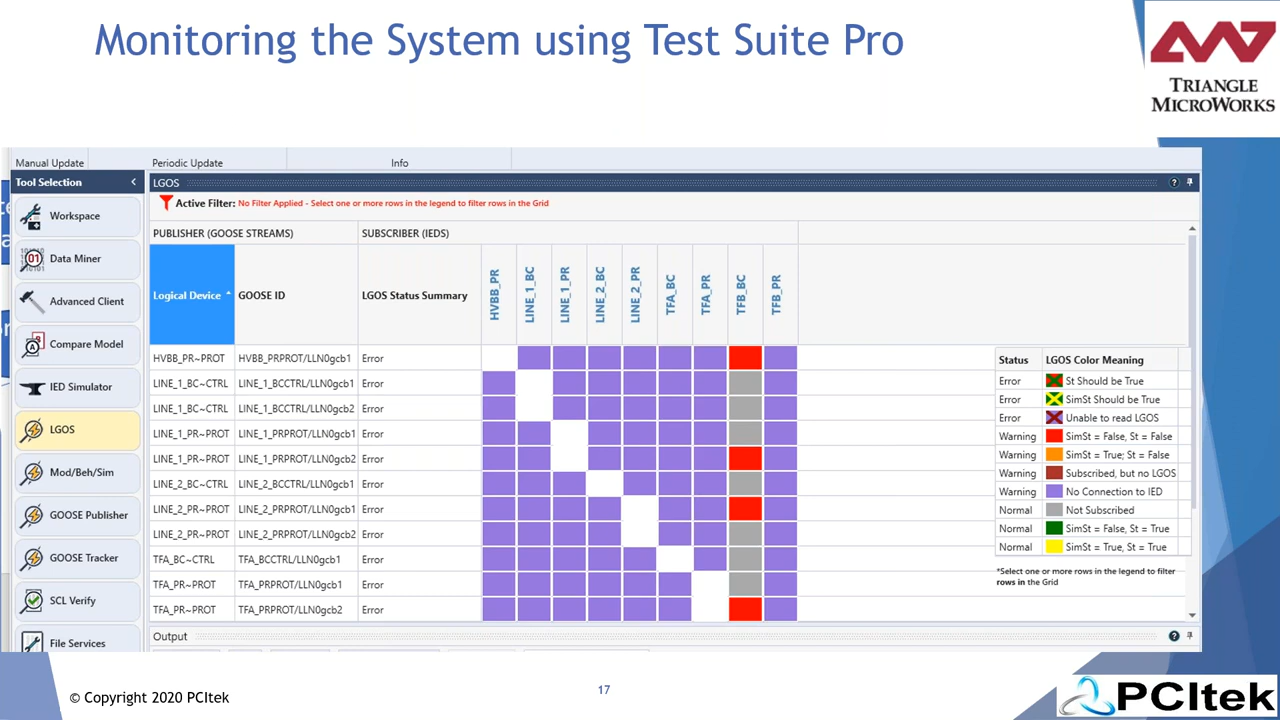 Monitoring the System using Test Suite Pro
TRIANGLE
MICROWORKS
Manual Update Periodic Update Info
Tool Selection
LGOS
Active Filter: No Filter Applied - Select one or more rows in the legend to filter rows in the Grid
PUBLISHER (GOOSE STREAMS) SUBSCRIBER (IEDS)
Logical Device GOOSE ID LGOS Status Summary HVBB_PR LINE_1_BC LINE_1_PR LINE_2_BC LINE_2_PR TFA_BC TFA_PR TFB_BC TFB_PR
HVBB_PR~PROT HVBB_PRPROT/LLN0gcb1 Error
LINE_1_BC~CTRL LINE_1_BCCTRL/LLN0gcb1 Error
LINE_1_BC~CTRL LINE_1_BCCTRL/LLN0gcb2 Error
LINE_1_PR~PROT LINE_1_PRPROT/LLN0gcb1 Error
LINE_1_PR~PROT LINE_1_PRPROT/LLN0gcb2 Error
LINE_2_BC~CTRL LINE_2_BCCTRL/LLN0gcb1 Error
LINE_2_PR~PROT LINE_2_PRPROT/LLN0gcb1 Error
LINE_2_PR~PROT LINE_2_PRPROT/LLN0gcb2 Error
TFA_BC~CTRL TFA_BCCTRL/LLN0gcb1 Error
TFA_PR~PROT TFA_PRPROT/LLN0gcb1 Error
TFA_PR~PROT TFA_PRPROT/LLN0gcb2 Error
Workspace
Data Miner
Advanced Client
Compare Model
IED Simulator
LGOS
Mod/Beh/Sim
GOOSE Publisher
GOOSE Tracker
SCL Verify
File Services
Status LGOS Color Meaning
Error St Should be True
Error SimSt Should be True
Error Unable to read LGOS
Warning SimSt = False, St = False
Warning SimSt = True; St = False
Warning Subscribed, but no LGOS
Warning No Connection to IED
Normal Not Subscribed
Normal SimSt = False, St = True
Normal SimSt = True, St = True
*Select one or more rows in the legend to filter
rows in the Grid
Output
© Copyright 2020 PCItek
17
PCItek